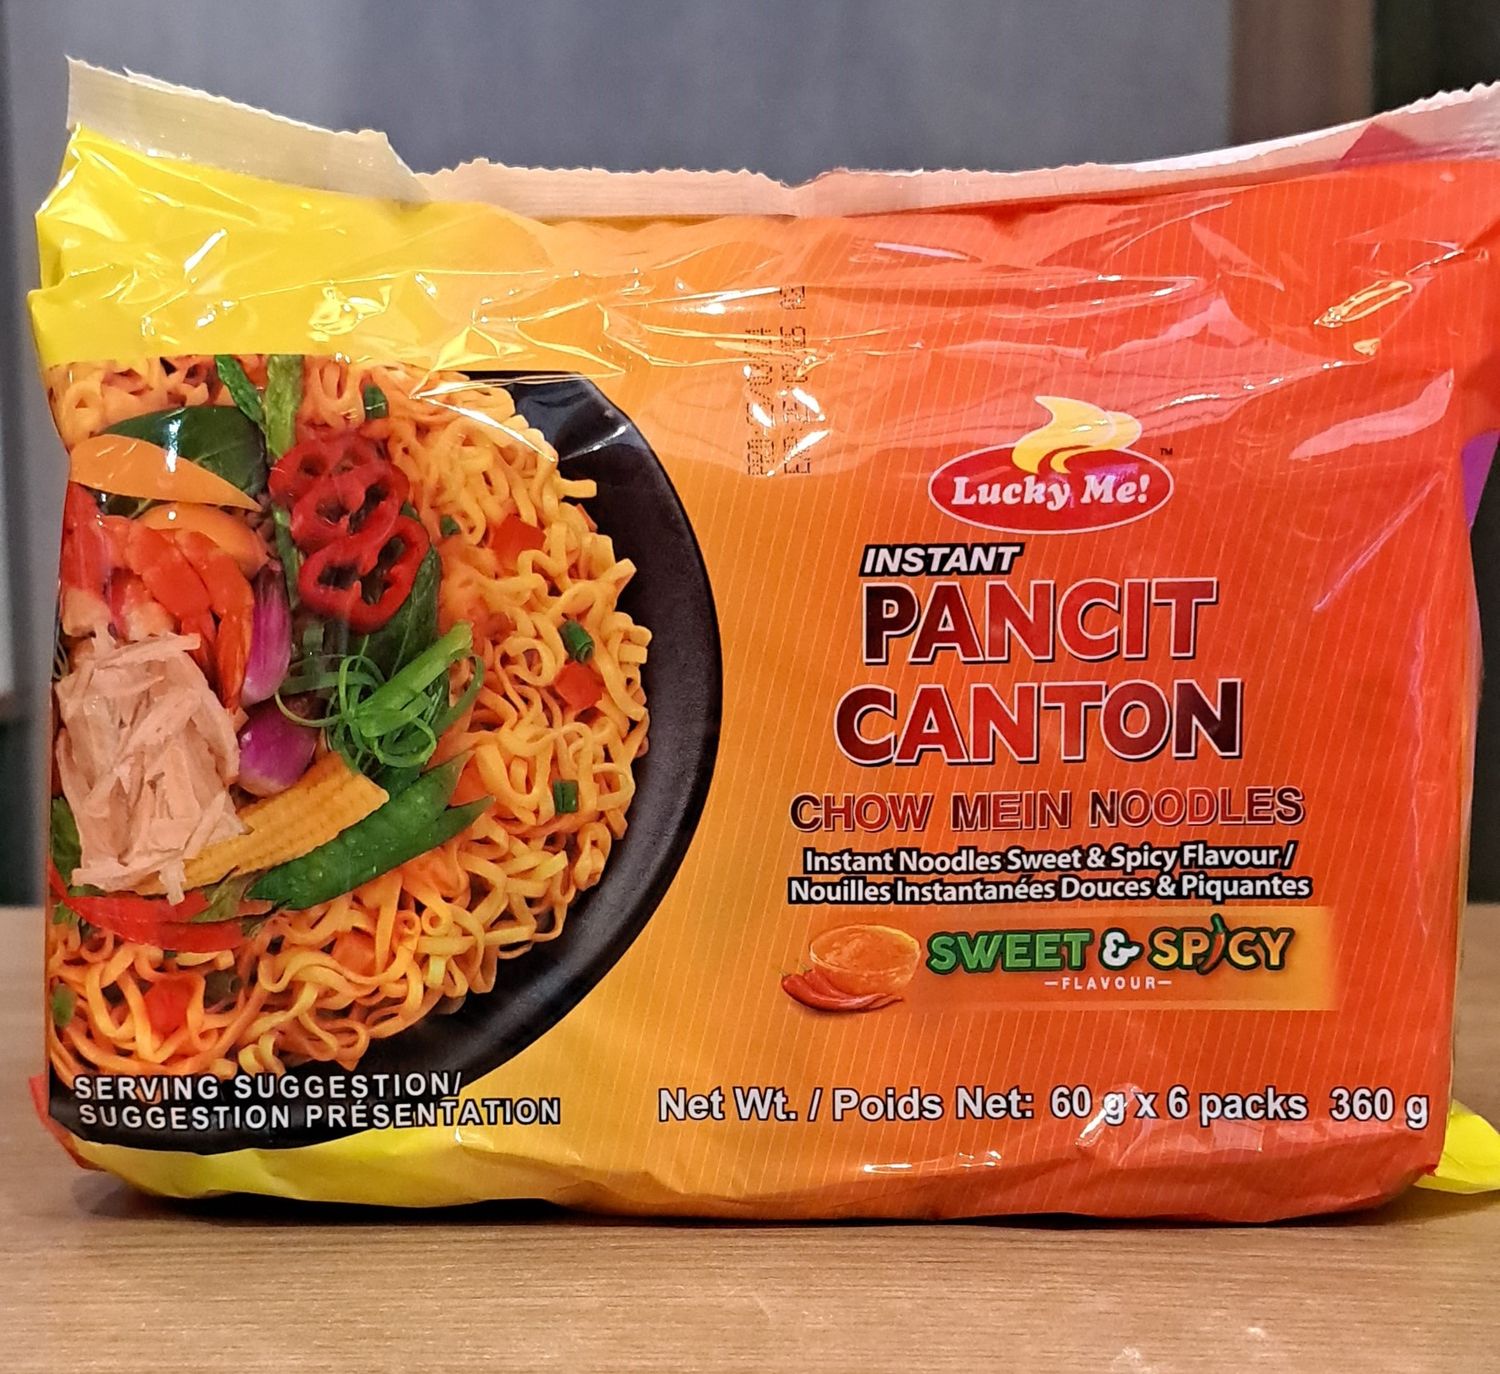 Lucky Me!
™
INSTANT
PANCIT
CANTON
CHOW MEIN NOODLES
Instant Noodles Sweet & Spicy Flavour /
Nouilles Instantanées Douces & Piquantes
SWEET & SPICY
FLAVOUR
SERVING SUGGESTION/
SUGGESTION PRÉSENTATION
Net Wt. / Poids Net: 60 g x 6 packs 360 g